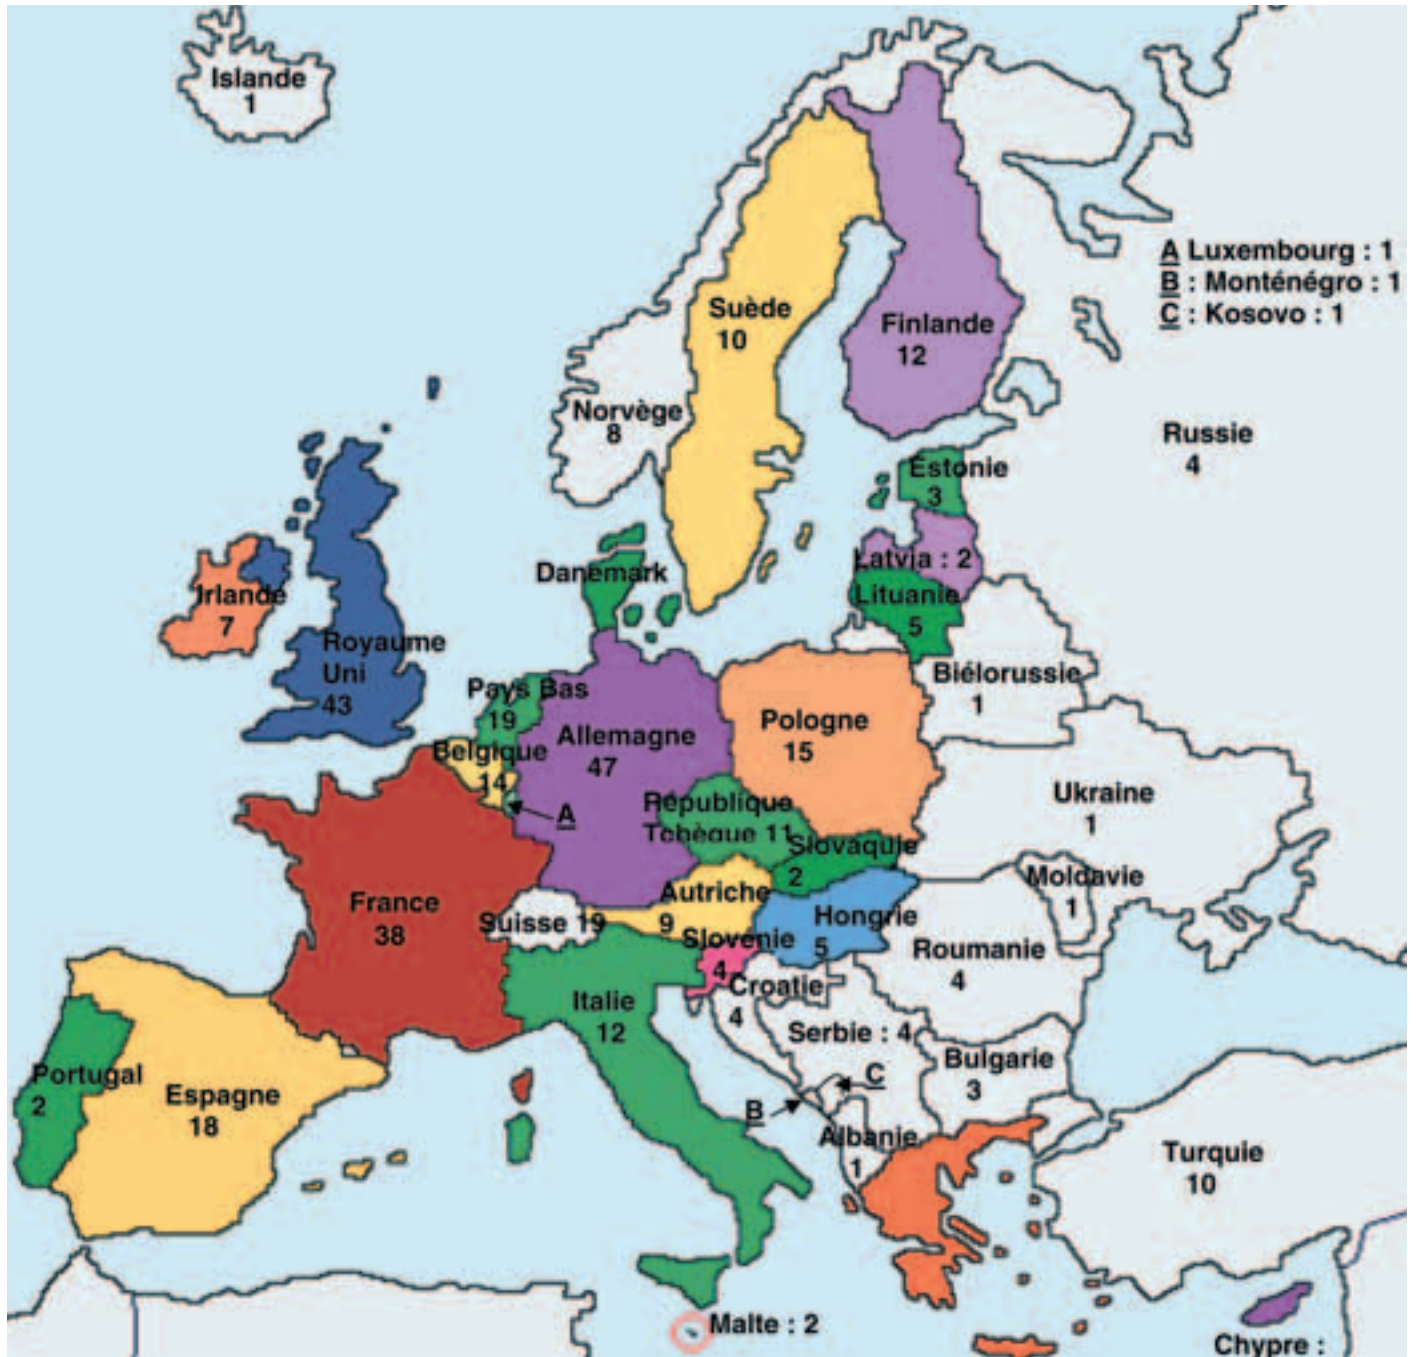 Islande
1
A Luxembourg : 1
B : Monténégro : 1
C : Kosovo : 1
Suède
10
Finlande
12
Norvège
8
Russie
4
Estonie
3
Danemark
Latvia : 2
Lituanie
5
Irlande
7
Royaume
Uni
43
Biélorussie
1
Pays Bas
19
Pologne
15
Allemagne
47
Belgique
14
A
République
Tchèque 11
Ukraine
1
Slovaquie
2
Moldavie
1
Autriche
9
France
38
Suisse 19
Hongrie
5
Slovenie
4
Roumanie
4
Croatie
4
Italie
12
Serbie : 4
Bulgarie
3
Portugal
2
Espagne
18
C
B
Albanie
1
Turquie
10
Malte : 2
Chypre :